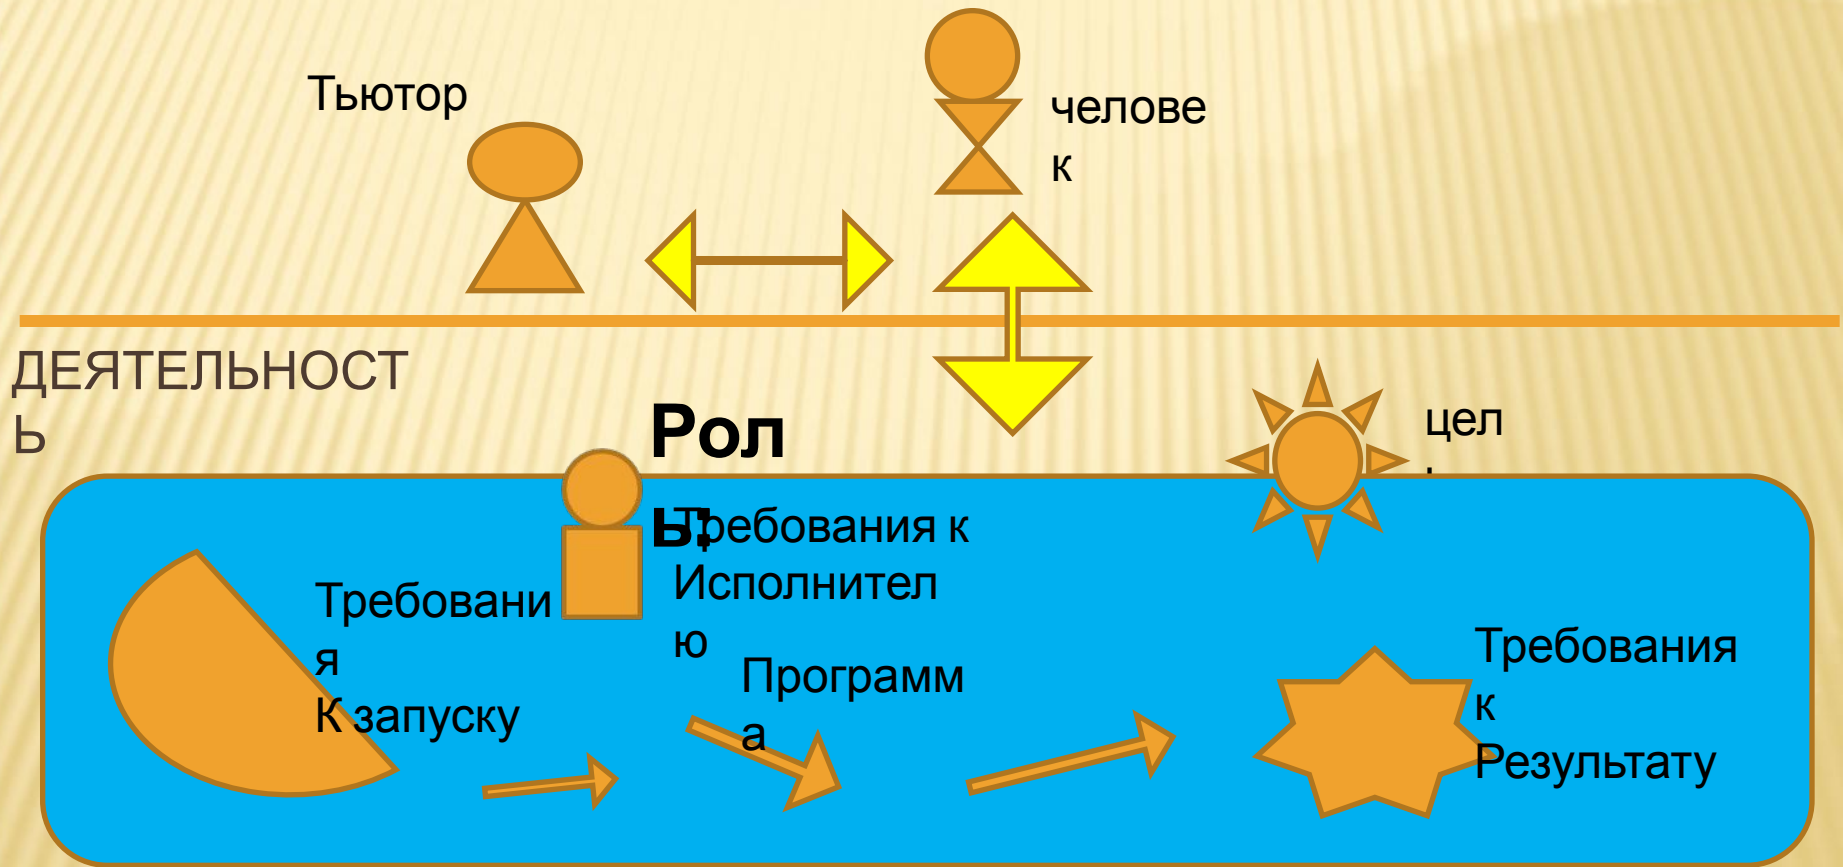 Тьютор
челове
к
ДЕЯТЕЛЬНОСТ
Ь
Рол
ь:
цел
Требования к
Исполнител
ю
Требовани
я
К запуску
Программ
а
Требования
к
Результату